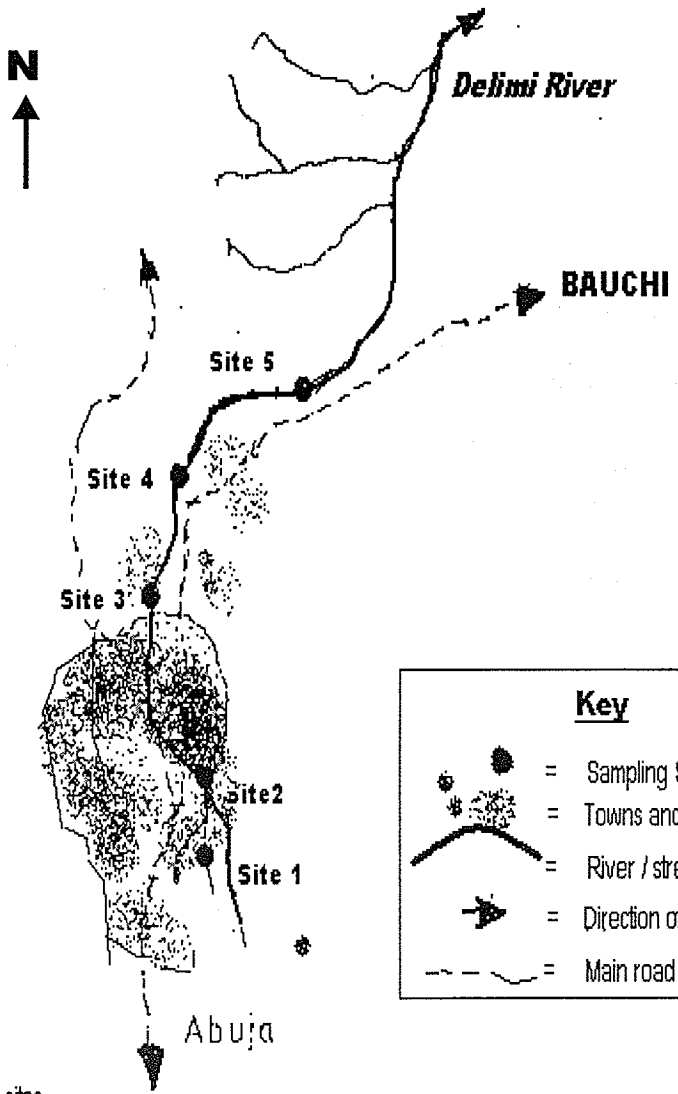 N
Delimi River
BAUCHI
Site 5
Site 4
Site 3
Site2
Site 1
Abuja
Key
= Sampling
= Towns and
= River /
= Direction
= Main road